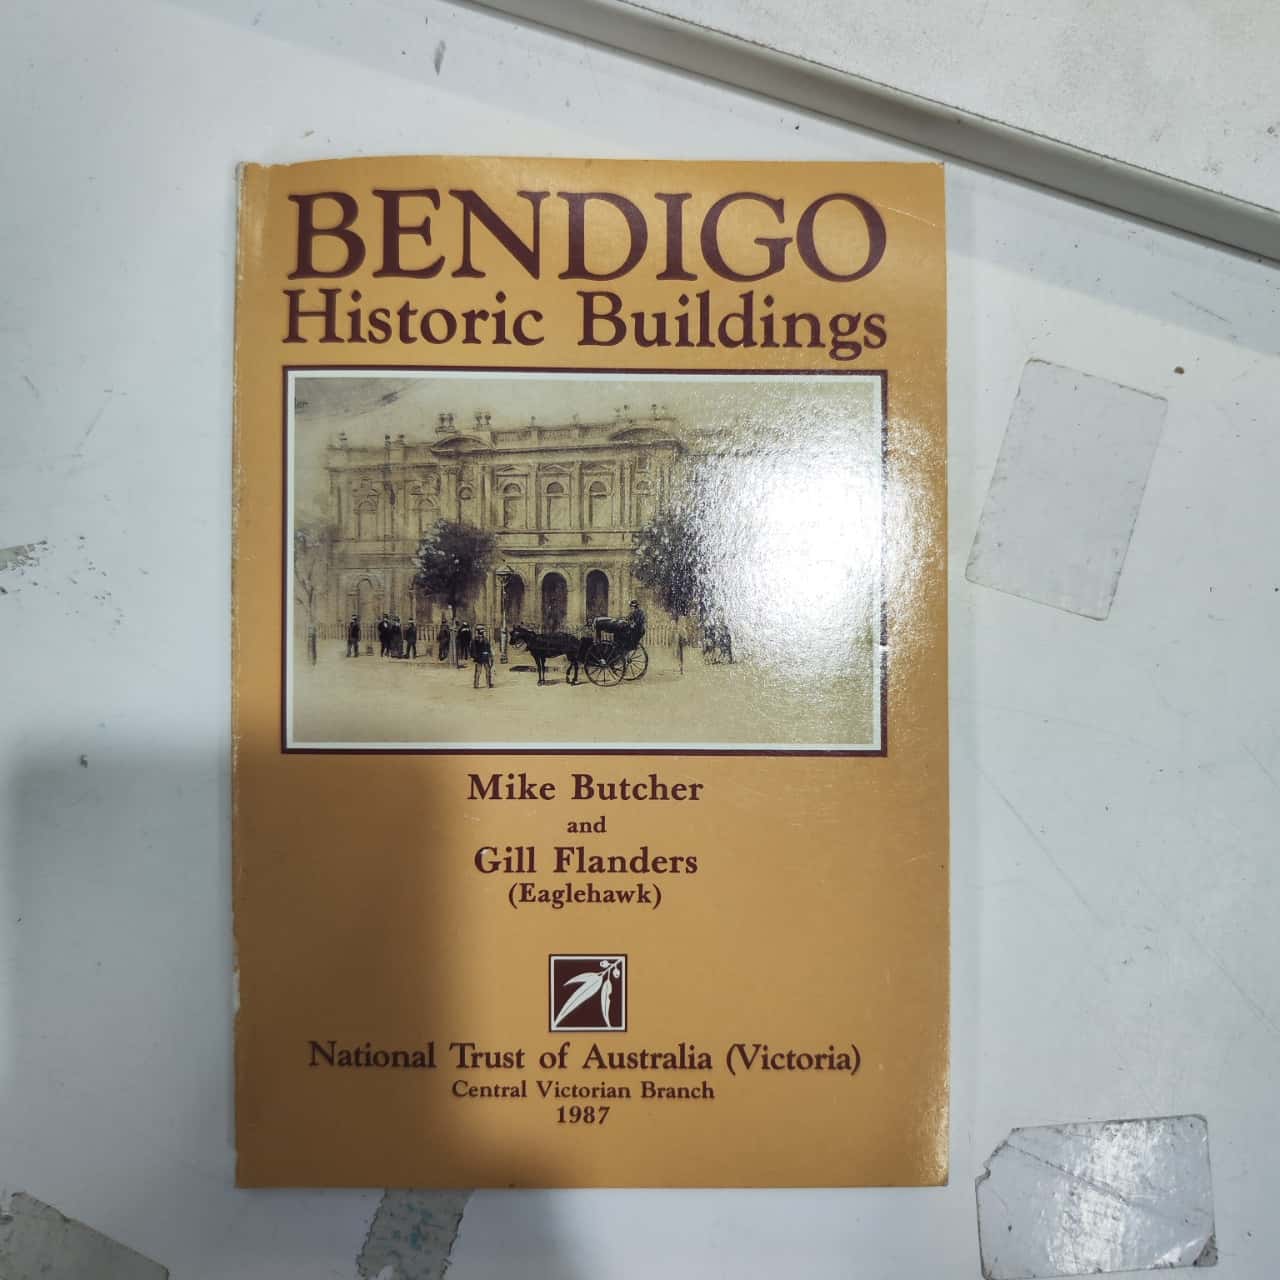 BENDIGO
Historic Buildings
Mike Butcher
and
Gill Flanders
(Eaglehawk)
National Trust of Australia (Victoria)
Central Victorian Branch
1987